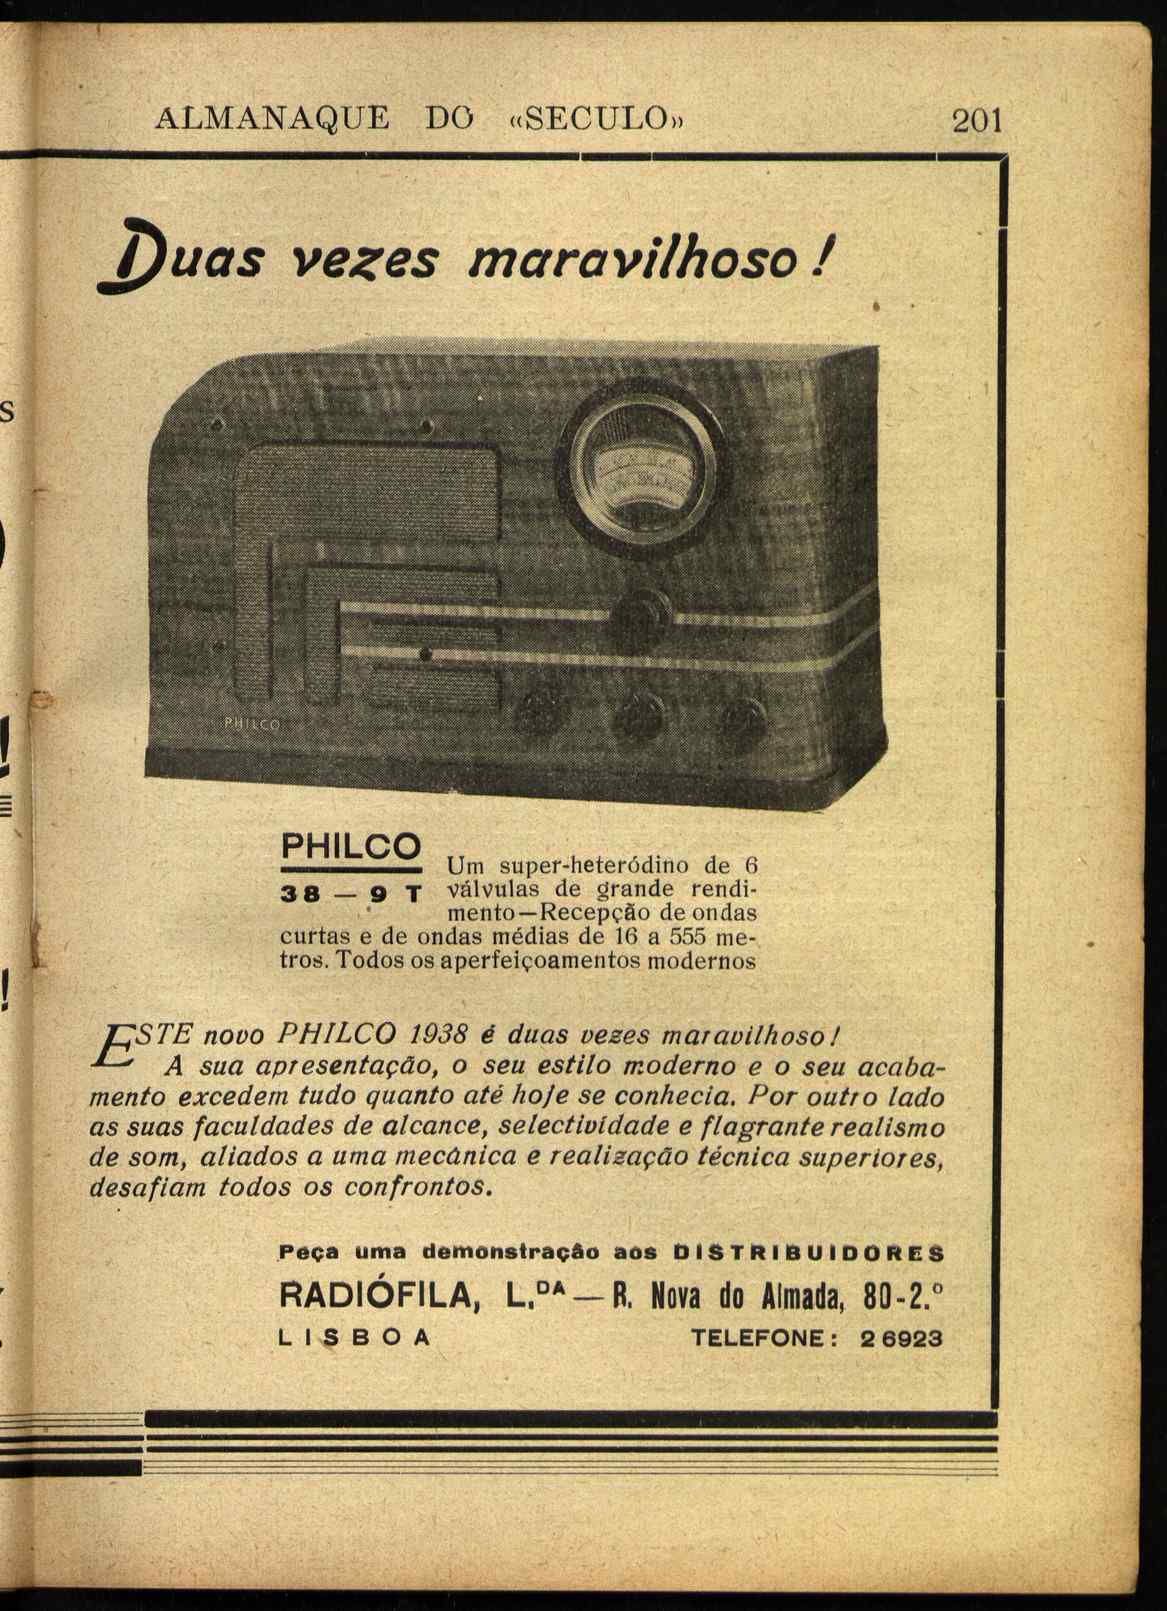 ALMANAQUE DO «SECULO» 201
Duas vezes maravilhoso!
PHILCO
PHILCO
38 — 9 T
Um super-heteródino de 6
válvulas de grande rendi-
mento—Recepção de ondas
curtas e de ondas médias de 16 a 555 me-
tros. Todos os aperfeiçoamentos modernos
ESTE novo PHILCO 1938 é duas vezes maravilhoso!
A sua apresentação, o seu estilo moderno e o seu acaba-
mento excedem tudo quanto até hoje se conhecia. Por outro lado
as suas faculdades de alcance, selectividade e flagrante realismo
de som, aliados a uma mecânica e realização técnica superiores,
desafiam todos os confrontos.
Peça uma demonstração aos DISTRIBUIDORES
RADIÓFILA, L.DA — R. Nova do Almada, 80-2.º
LISBOA TELEFONE: 26923